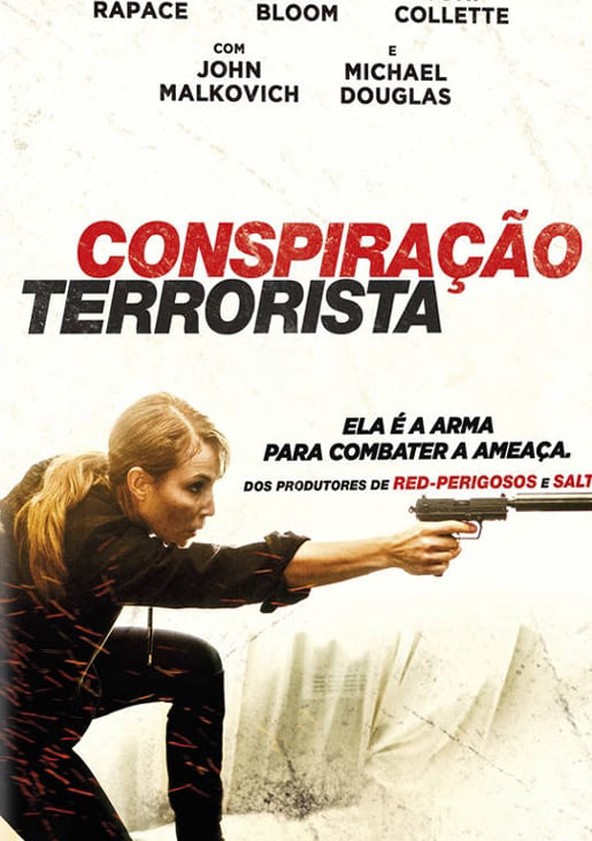 RAPACE BLOOM COLLETTE
COM E
JOHN MICHAEL
MALKOVICH DOUGLAS
CONSPIRAÇÃO
TERRORISTA
ELA É A ARMA
PARA COMBATER A AMEAÇA.
DOS PRODUTORES DE RED-PERIGOSOS E SALT